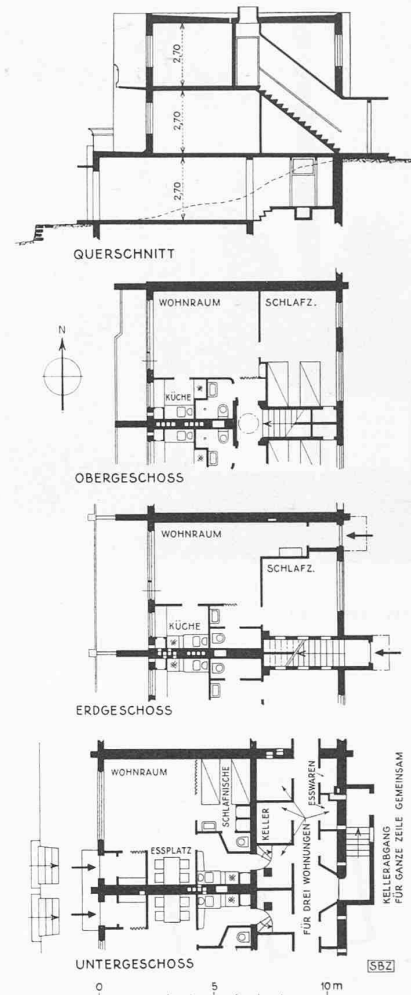 2,70
2,70
2,70
QUERSCHNITT
N
WOHNRAUM
SCHLAFZ.
KÜCHE
OBERGESCHOSS
WOHNRAUM
SCHLAFZ.
KÜCHE
ERDGESCHOSS
WOHNRAUM
SCHLAFNISCHE
ESSPLATZ
KELLER
ESSWAREN
FÜR DREI WOHNUNGEN
KELLERABGANG
FÜR GANZE ZEILE GEMEINSAM
UNTERGESCHOSS
SBZ
0 5 10 m